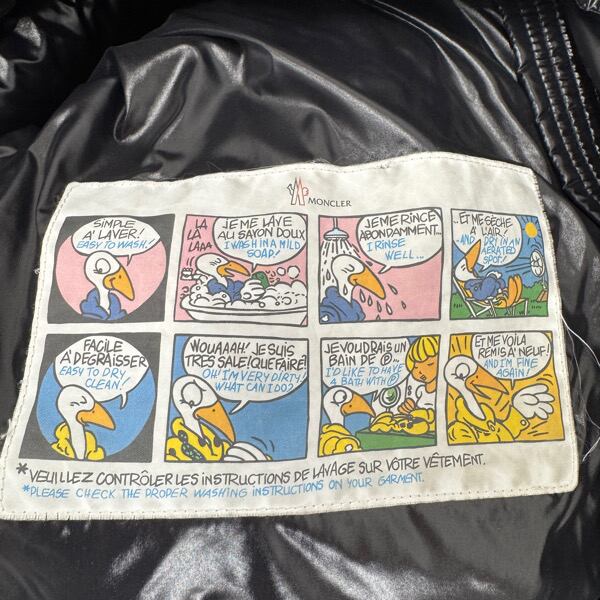 MONCLER
SIMPLE
A' LAVER!
EASY TO WASH!
LA
LA
LAAA
JE ME LAVE
AU SAVON DOUX
I WASH IN A MILD
SOAP!
JE ME RINCE
ABONDAMMENT...
I RINSE
WELL...
...ET ME SÈCHE
A' L'AIR!
-AND DRY IN AN
AERATED
SPOT!
FACILE
A' DEGRAISSER
EASY TO DRY
CLEAN!
WOUAAAH! JE SUIS
TRES SALE! QUE FAIRE!
OH! I'M VERY DIRTY!
WHAT CAN I DO?
JE VOUDRAIS UN
BAIN DE Ⓟ...
I'D LIKE TO HAVE
A BATH WITH Ⓟ...
ET ME VOILA
REMIS A' NEUF!
AND I'M FINE
AGAIN!
*VEUILLEZ CONTRÔLER LES INSTRUCTIONS DE LAVAGE SUR VÔTRE VÊTEMENT.
*PLEASE CHECK THE PROPER WASHING INSTRUCTIONS ON YOUR GARMENT.